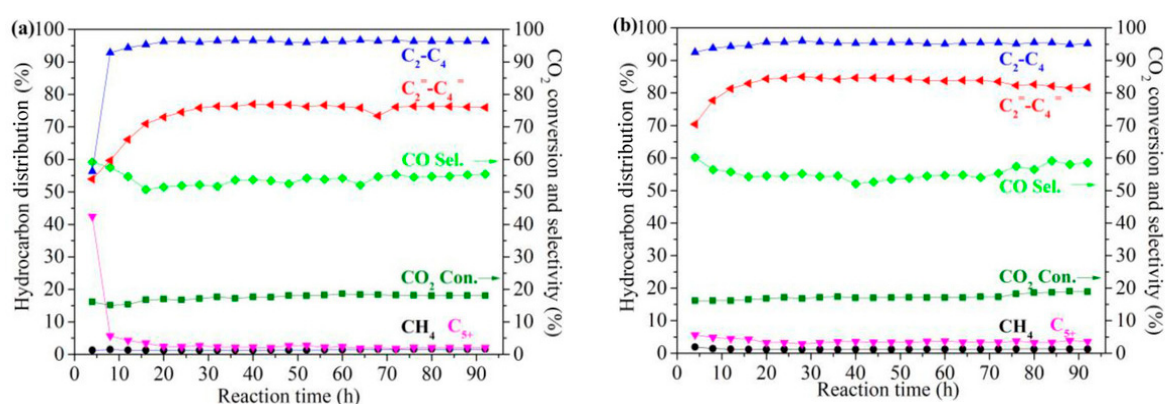 (a)
Hydrocarbon distribution (%)
100
90
80
70
60
50
40
30
20
10
0
C₂-C₄
C₂⁼-C₄⁼
CO Sel.
CO₂ Con.
CH₄ C₅₊
0 10 20 30 40 50 60 70 80 90
Reaction time (h)
100
90
80
70
60
50
40
30
20
10
0
CO₂ conversion and selectivity (%)
(b)
Hydrocarbon distribution (%)
100
90
80
70
60
50
40
30
20
10
0
C₂-C₄
C₂⁼-C₄⁼
CO Sel.
CO₂ Con.
CH₄ C₅₊
0 10 20 30 40 50 60 70 80 90
Reaction time (h)
100
90
80
70
60
50
40
30
20
10
0
CO₂ conversion and selectivity (%)